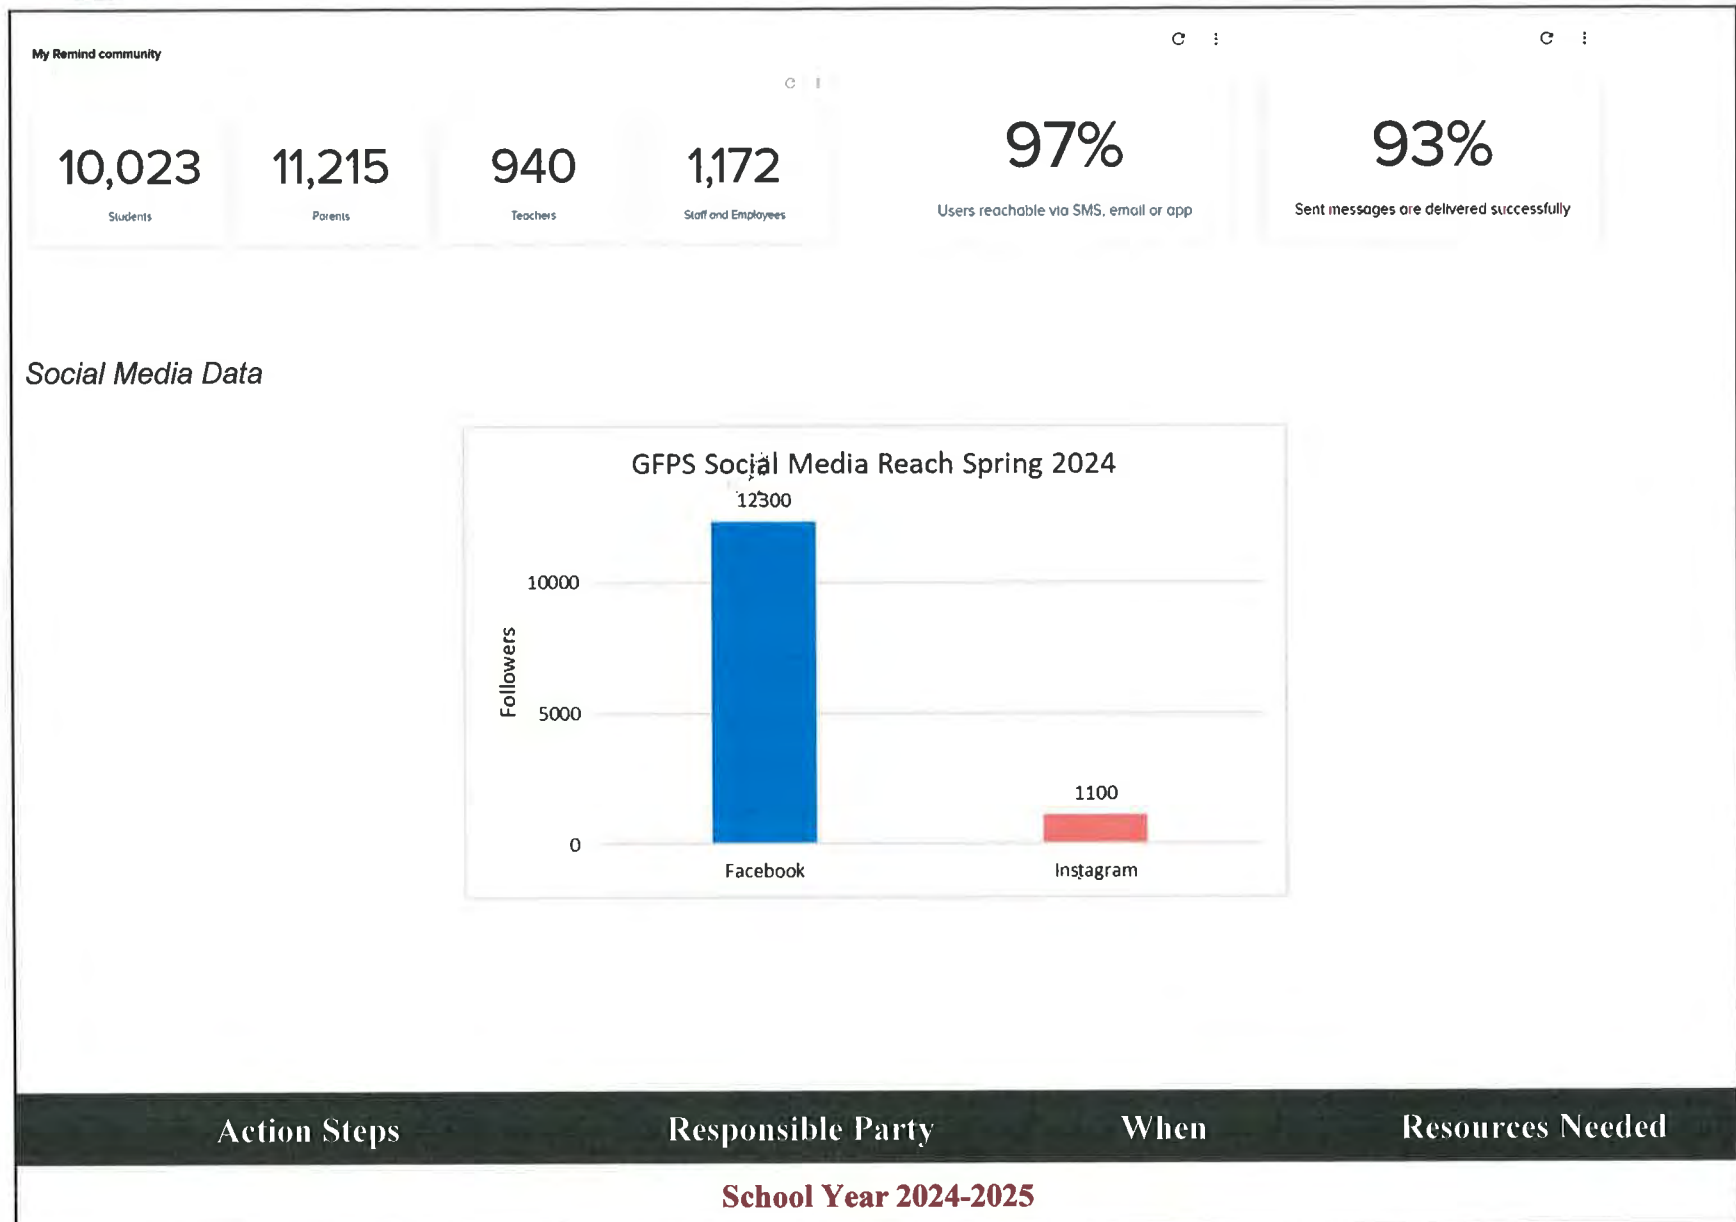 My Remind community
10,023
Students
11,215
Parents
940
Teachers
1,172
Staff and Employees
97%
Users reachable via SMS, email or app
93%
Sent messages are delivered successfully
Social Media Data
GFPS Social Media Reach Spring 2024
12300
10000
Followers
5000
1100
0
Facebook
Instagram
Action Steps Responsible Party When Resources Needed
School Year 2024-2025